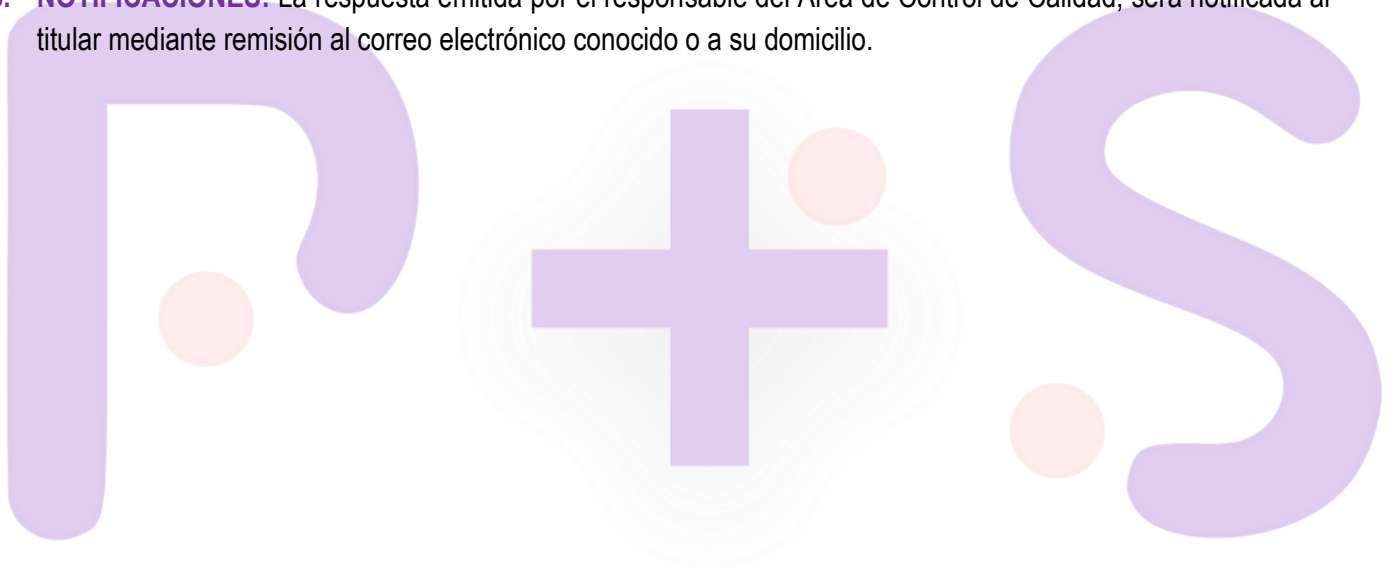 NOTIFICACIONES: La respuesta emitida por el responsable del Área de Control de Calidad, será notificada al
titular mediante remisión al correo electrónico conocido o a su domicilio.
P+S